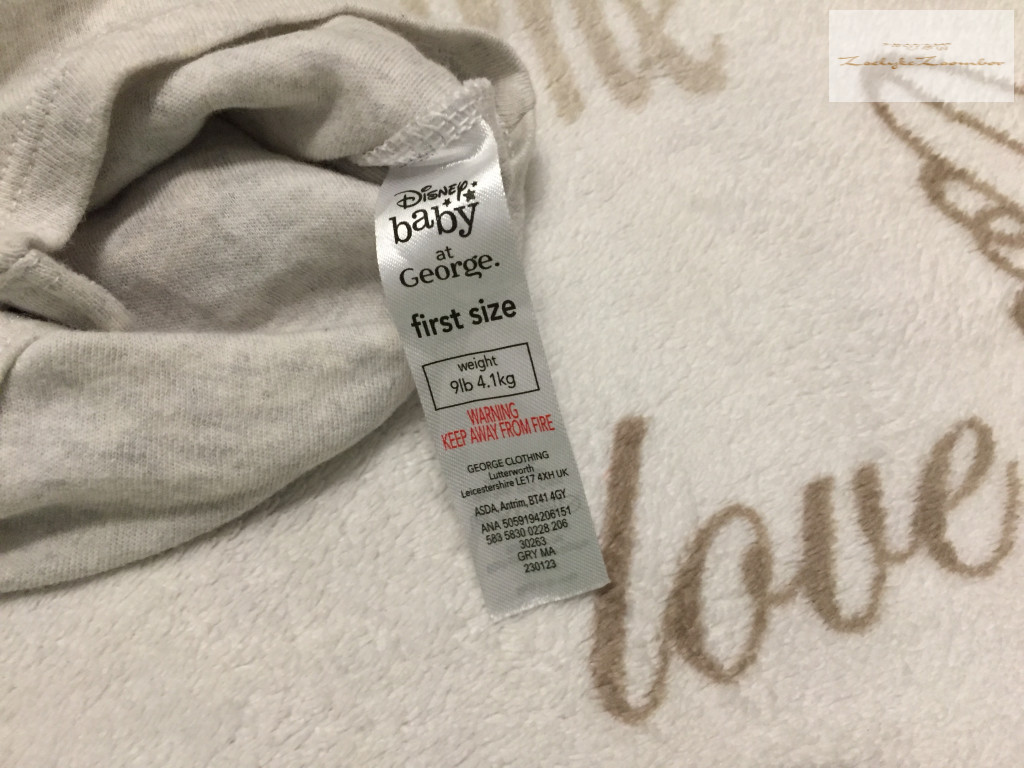 Disney
baby
at
George.
first size
weight
9lb 4.1kg
WARNING
KEEP AWAY FROM FIRE
GEORGE CLOTHING
Lutterworth
Leicestershire LE17 4XH UK
ASDA, Antrim, BT41 4GY
ANA 5059194206151
583 5830 0228 206
30263
GRY MA
230123
love